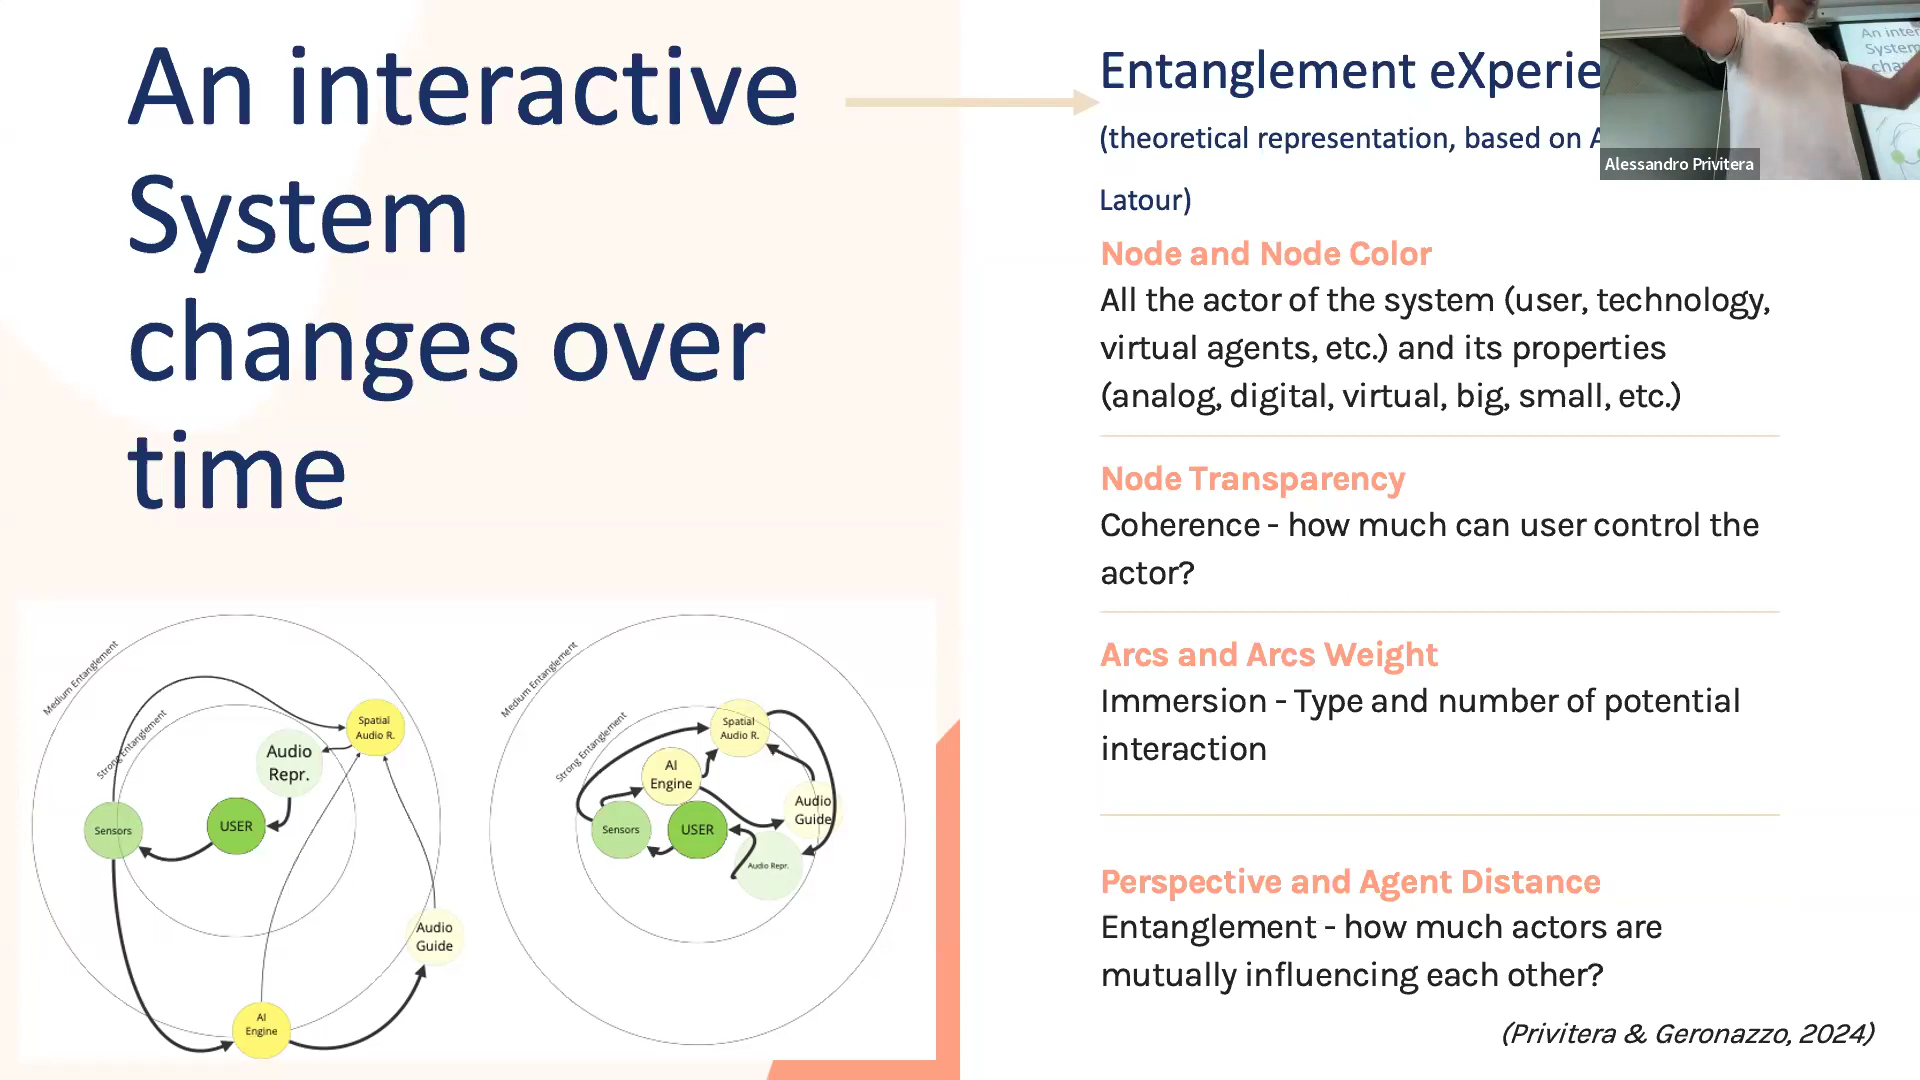 An interactive
System
changes over
time
Entanglement
(theoretical representation, based on
Latour)
Node and Node Color
All the actor of the system (user, technology,
virtual agents, etc.) and its properties
(analog, digital, virtual, big, small, etc.)
Node Transparency
Coherence - how much can user control the
actor?
Arcs and Arcs Weight
Immersion - Type and number of potential
interaction
Perspective and Agent Distance
Entanglement - how much actors are
mutually influencing each other?
(Privitera & Geronazzo, 2024)
Alessandro Privitera
An
System
Medium Entanglement
Strong Entanglement
Spatial
Audio R.
Audio
Repr.
Sensors
USER
Audio
Guide
AI
Engine
Medium Entanglement
Strong Entanglement
Spatial
Audio R.
AI
Engine
Audio
Guide
Sensors
USER
Audio Repr.